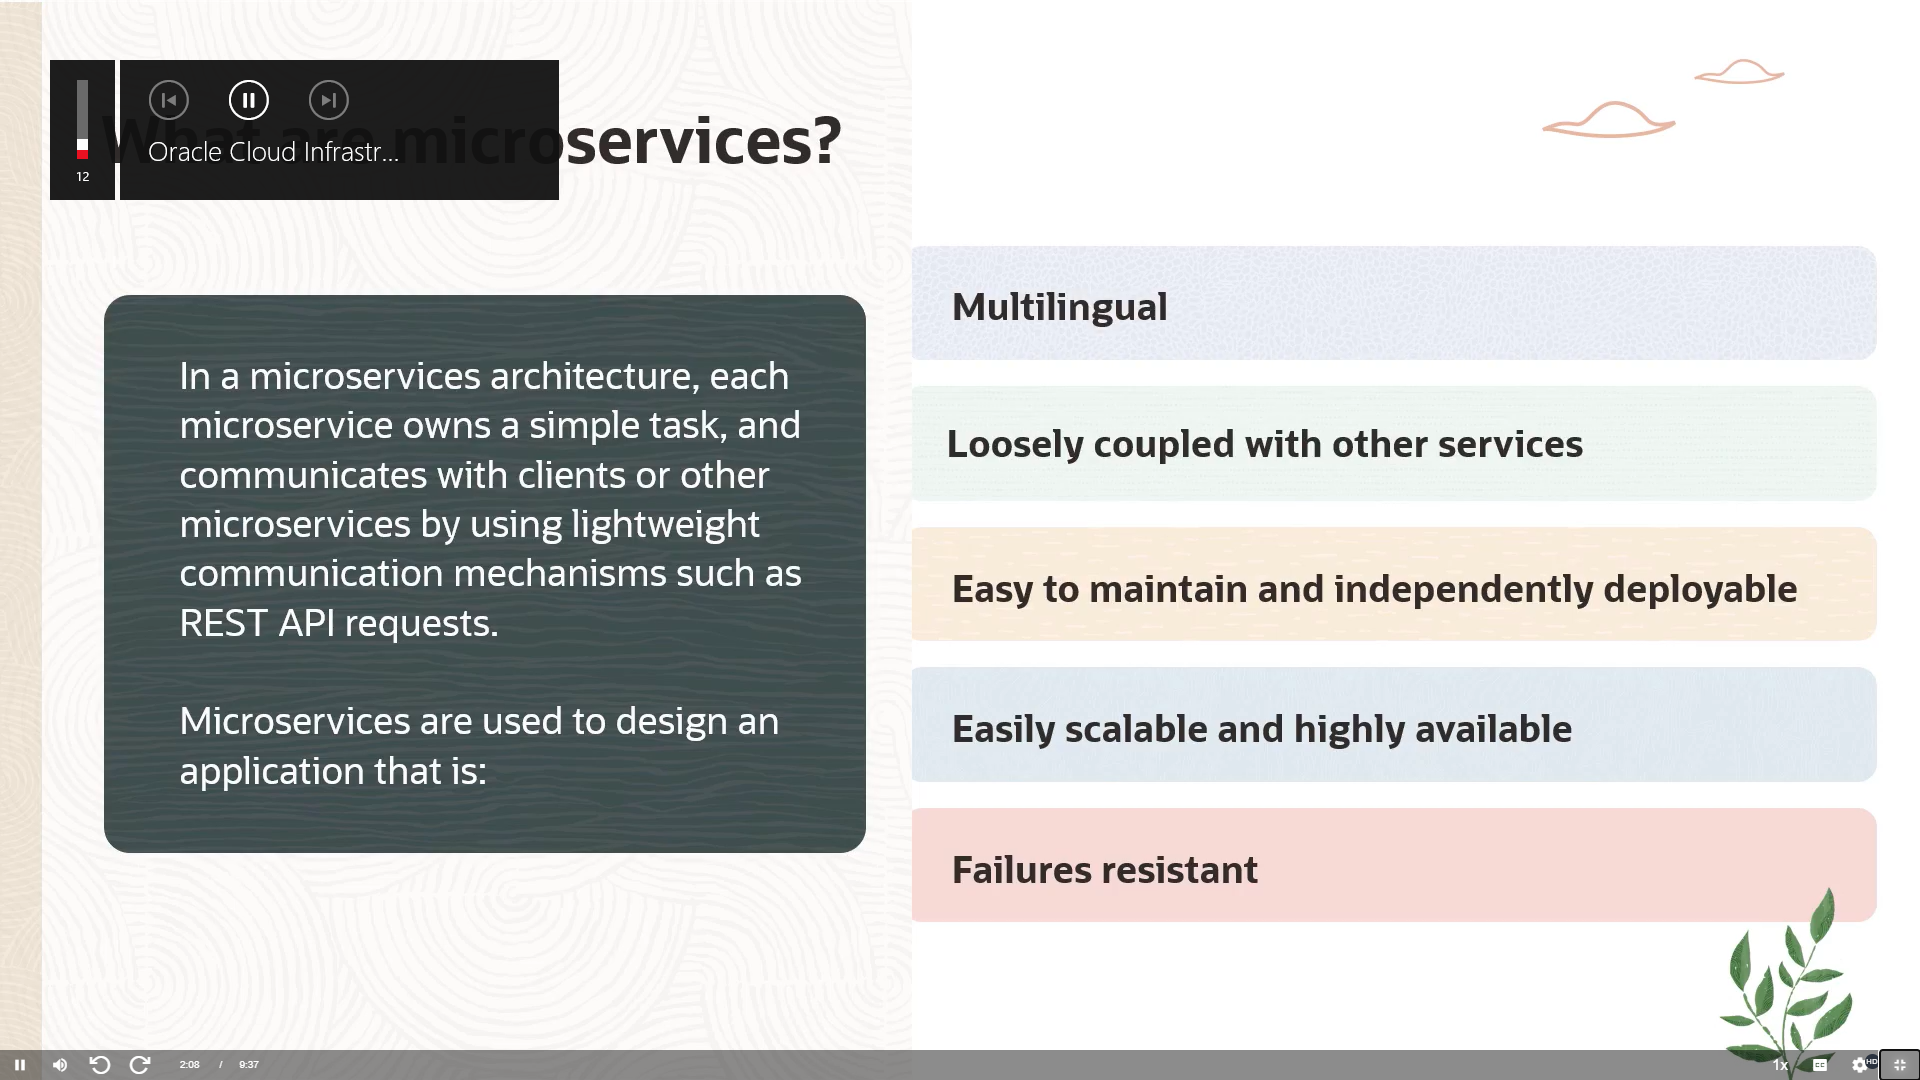 What are microservices?
Oracle Cloud Infrastr...
12
In a microservices architecture, each
microservice owns a simple task, and
communicates with clients or other
microservices by using lightweight
communication mechanisms such as
REST API requests.
Microservices are used to design an
application that is:
Multilingual
Loosely coupled with other services
Easy to maintain and independently deployable
Easily scalable and highly available
Failures resistant
2:08 / 9:37
1x
CC
HD